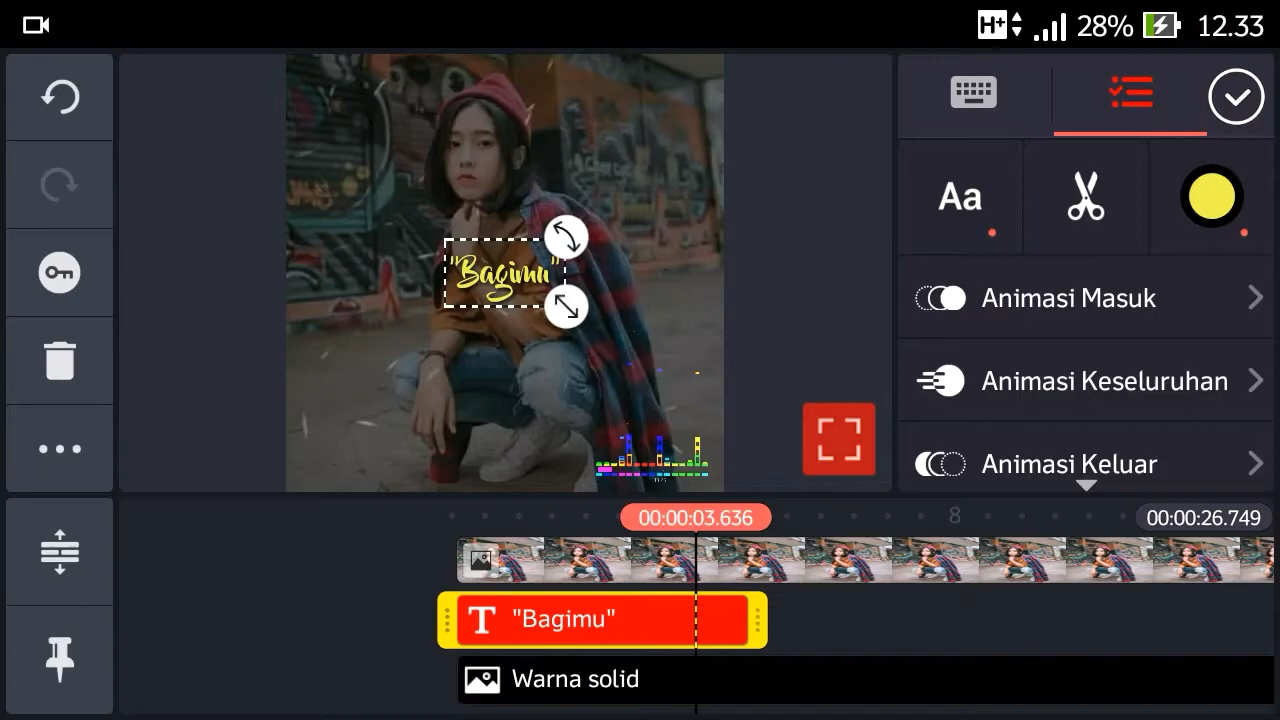 H+ 28% 12.33
Aa
Animasi Masuk
"Bagimu"
Animasi Keseluruhan
Animasi Keluar
00:00:03.636 8 00:00:26.749
T "Bagimu"
Warna solid